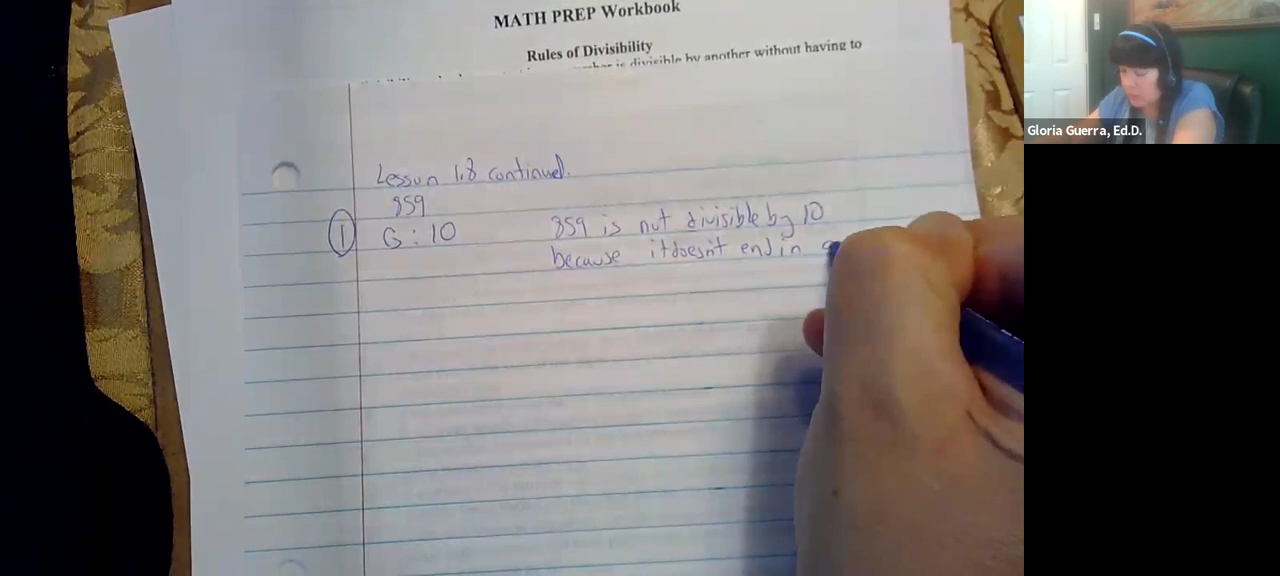 MATH PREP Workbook
Rules of Divisibility
is divisible by another without having to
Lesson 1.8 continued.
859
① G : 10
859 is not divisible by 10
because it doesn't end in
Gloria Guerra, Ed.D.